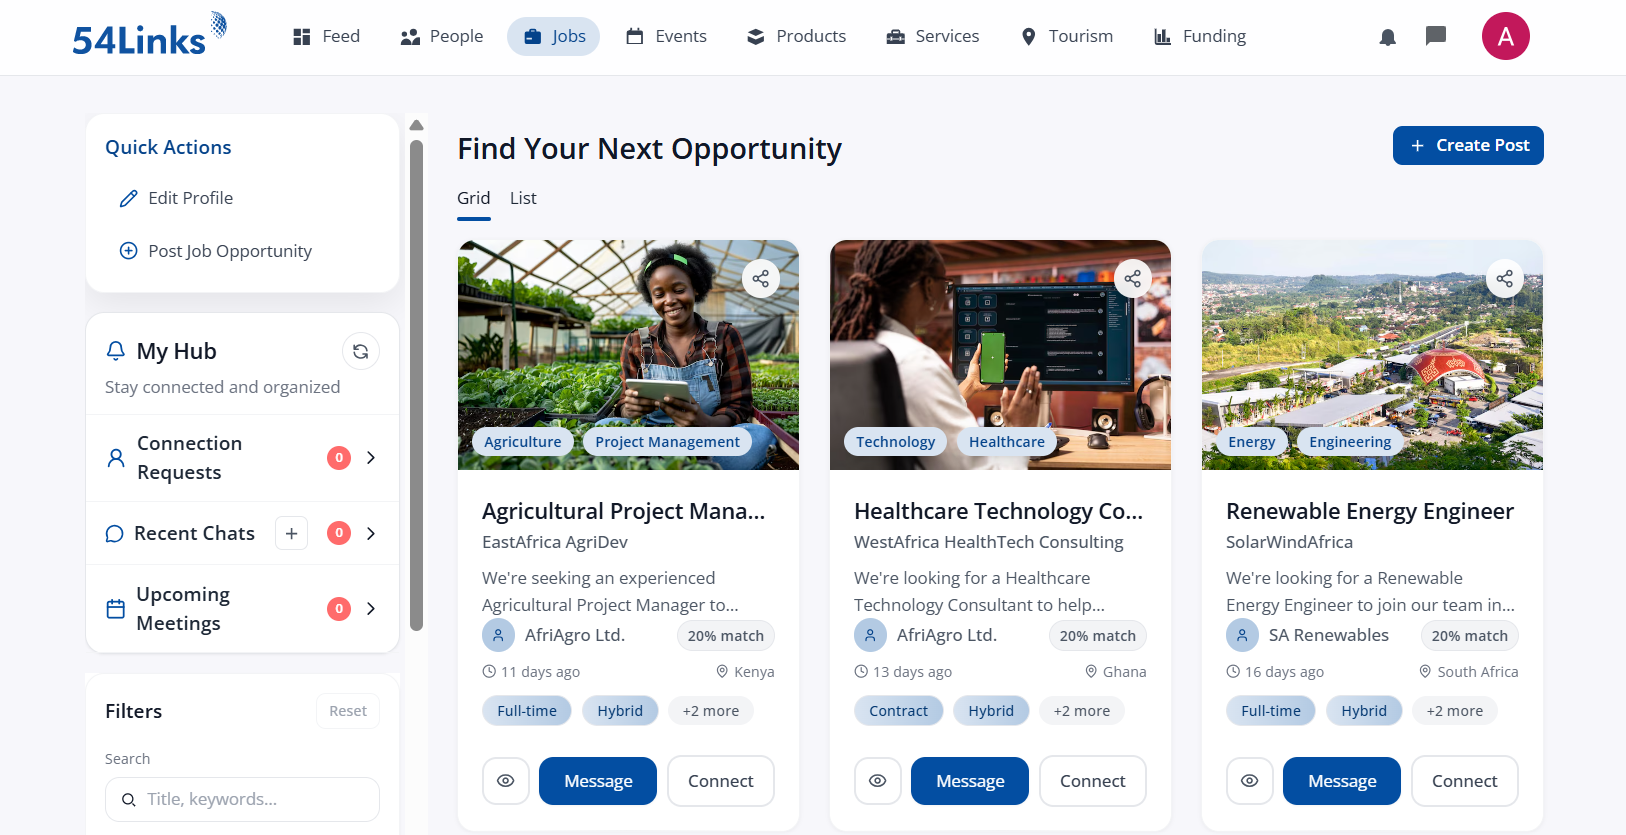 54Links
Feed
People
Jobs
Events
Products
Services
Tourism
Funding
A
Quick Actions
Edit Profile
Post Job Opportunity
My Hub
Stay connected and organized
Connection
Requests
0
Recent Chats
0
Upcoming
Meetings
0
Filters
Reset
Search
Title, keywords...
Find Your Next Opportunity
+ Create Post
Grid List
Agriculture Project Management
Agricultural Project Mana...
EastAfrica AgriDev
We're seeking an experienced
Agricultural Project Manager to...
AfriAgro Ltd. 20% match
11 days ago Kenya
Full-time Hybrid +2 more
Message Connect
Technology Healthcare
Healthcare Technology Co...
WestAfrica HealthTech Consulting
We're looking for a Healthcare
Technology Consultant to help...
AfriAgro Ltd. 20% match
13 days ago Ghana
Contract Hybrid +2 more
Message Connect
Energy Engineering
Renewable Energy Engineer
SolarWindAfrica
We're looking for a Renewable
Energy Engineer to join our team in...
SA Renewables 20% match
16 days ago South Africa
Full-time Hybrid +2 more
Message Connect